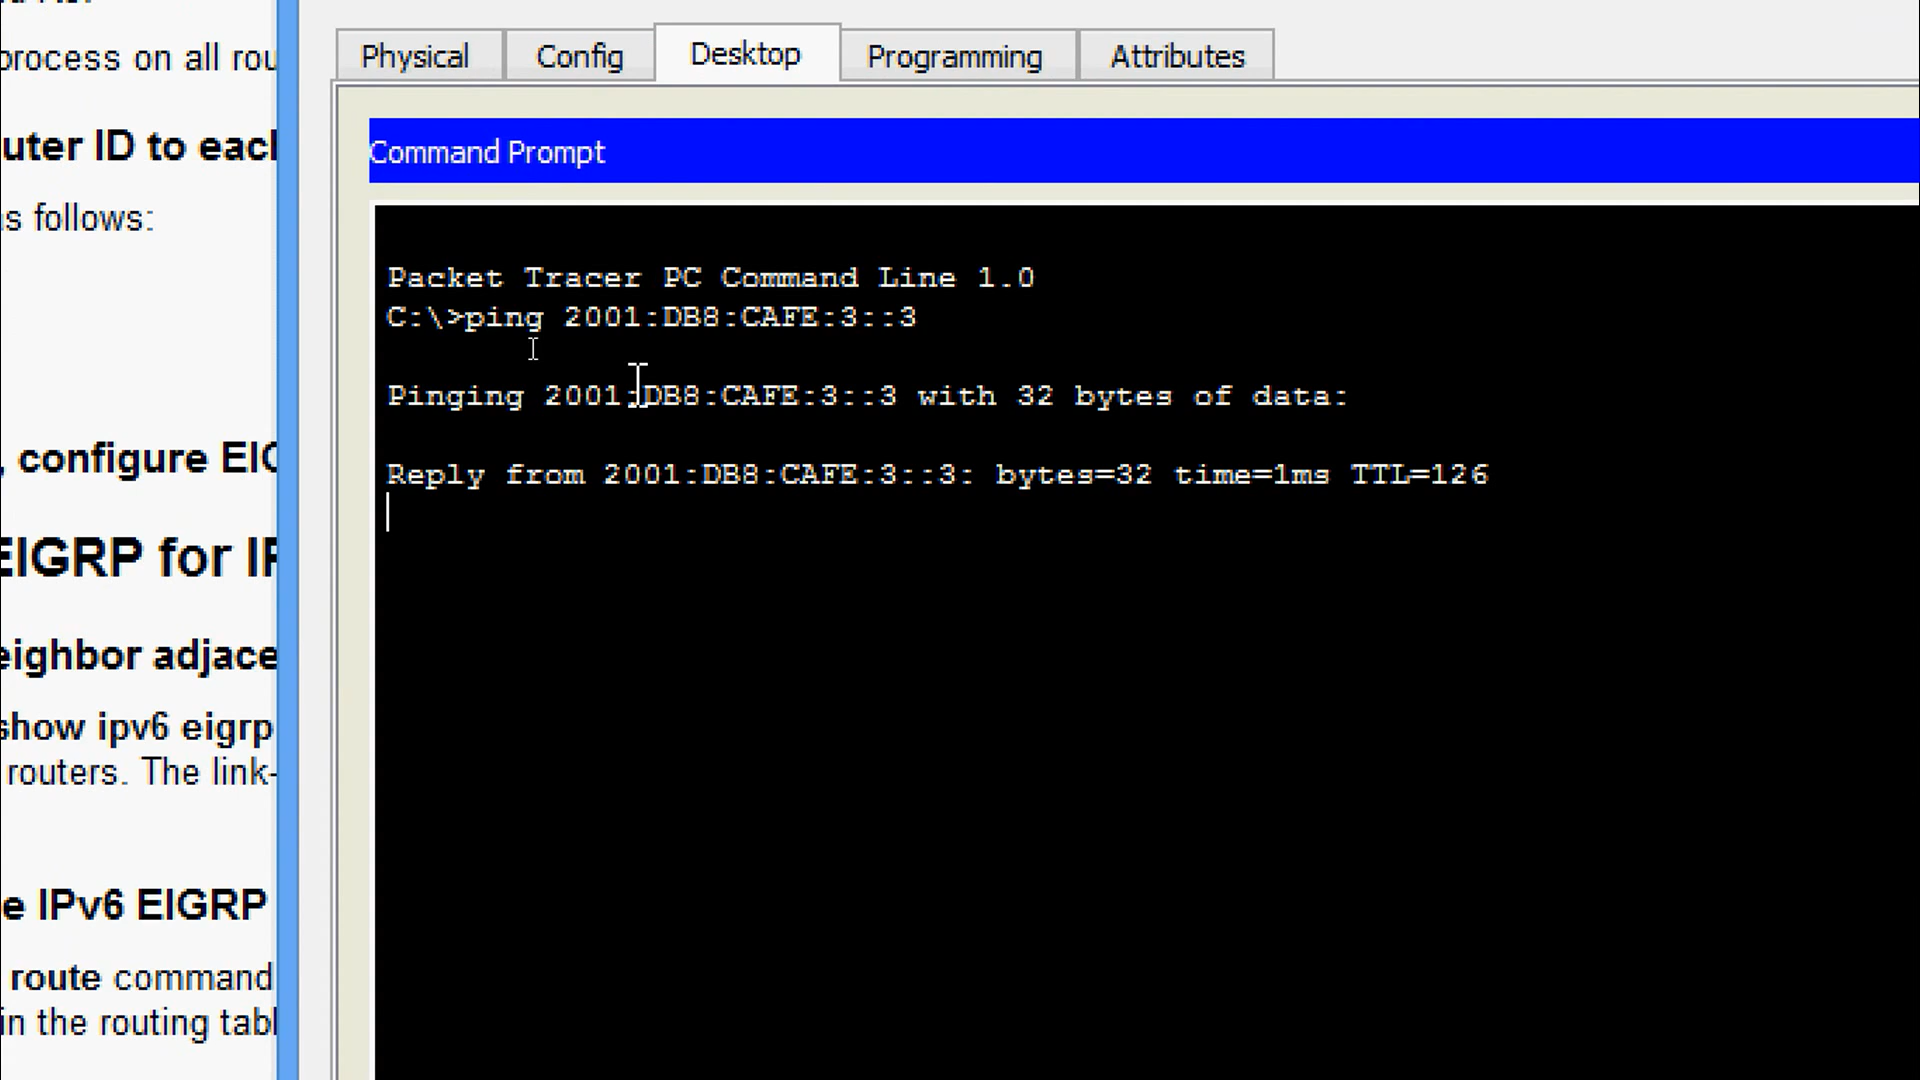 process on all rou
uter ID to eacl
s follows:
, configure EIG
EIGRP for IP
eighbor adjace
show ipv6 eigrp
routers. The link-
e IPv6 EIGRP
route command
in the routing tabl
Physical Config Desktop Programming Attributes
Command Prompt
Packet Tracer PC Command Line 1.0
C:\>ping 2001:DB8:CAFE:3::3
Pinging 2001:DB8:CAFE:3::3 with 32 bytes of data:
Reply from 2001:DB8:CAFE:3::3: bytes=32 time=1ms TTL=126